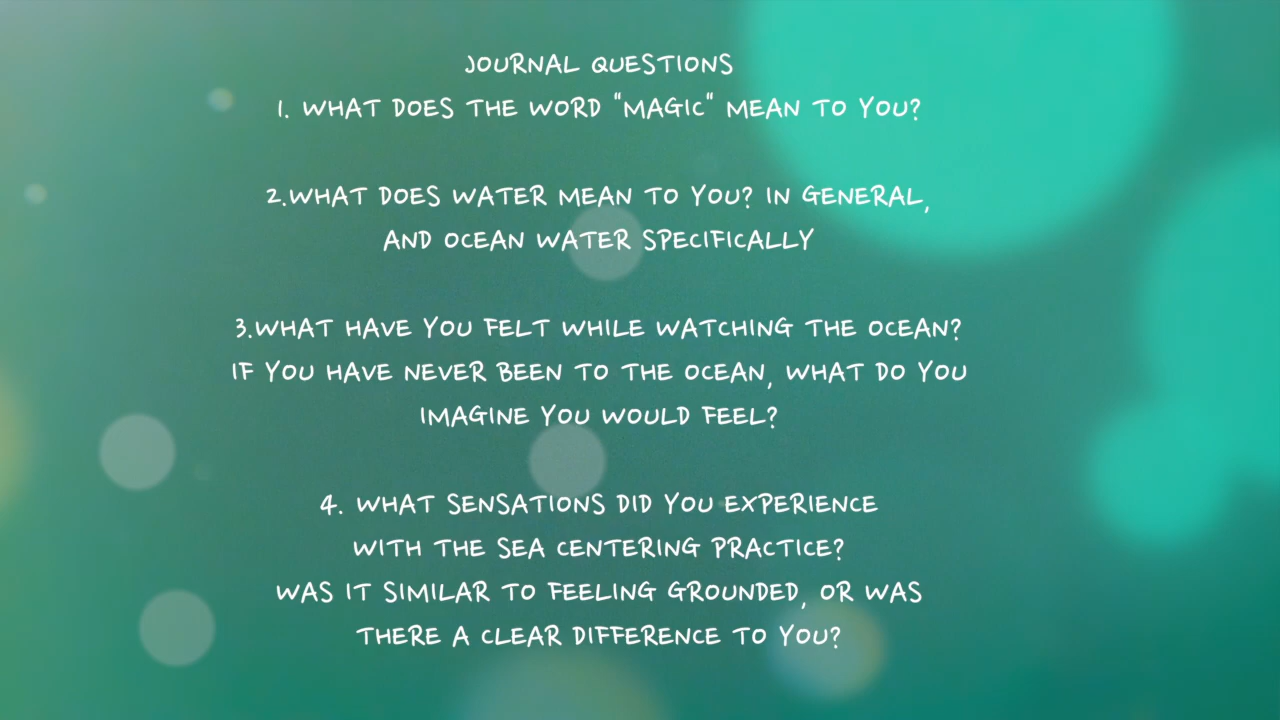 JOURNAL QUESTIONS
1. WHAT DOES THE WORD "MAGIC" MEAN TO YOU?
2.WHAT DOES WATER MEAN TO YOU? IN GENERAL,
AND OCEAN WATER SPECIFICALLY
3.WHAT HAVE YOU FELT WHILE WATCHING THE OCEAN?
IF YOU HAVE NEVER BEEN TO THE OCEAN, WHAT DO YOU
IMAGINE YOU WOULD FEEL?
4. WHAT SENSATIONS DID YOU EXPERIENCE
WITH THE SEA CENTERING PRACTICE?
WAS IT SIMILAR TO FEELING GROUNDED, OR WAS
THERE A CLEAR DIFFERENCE TO YOU?